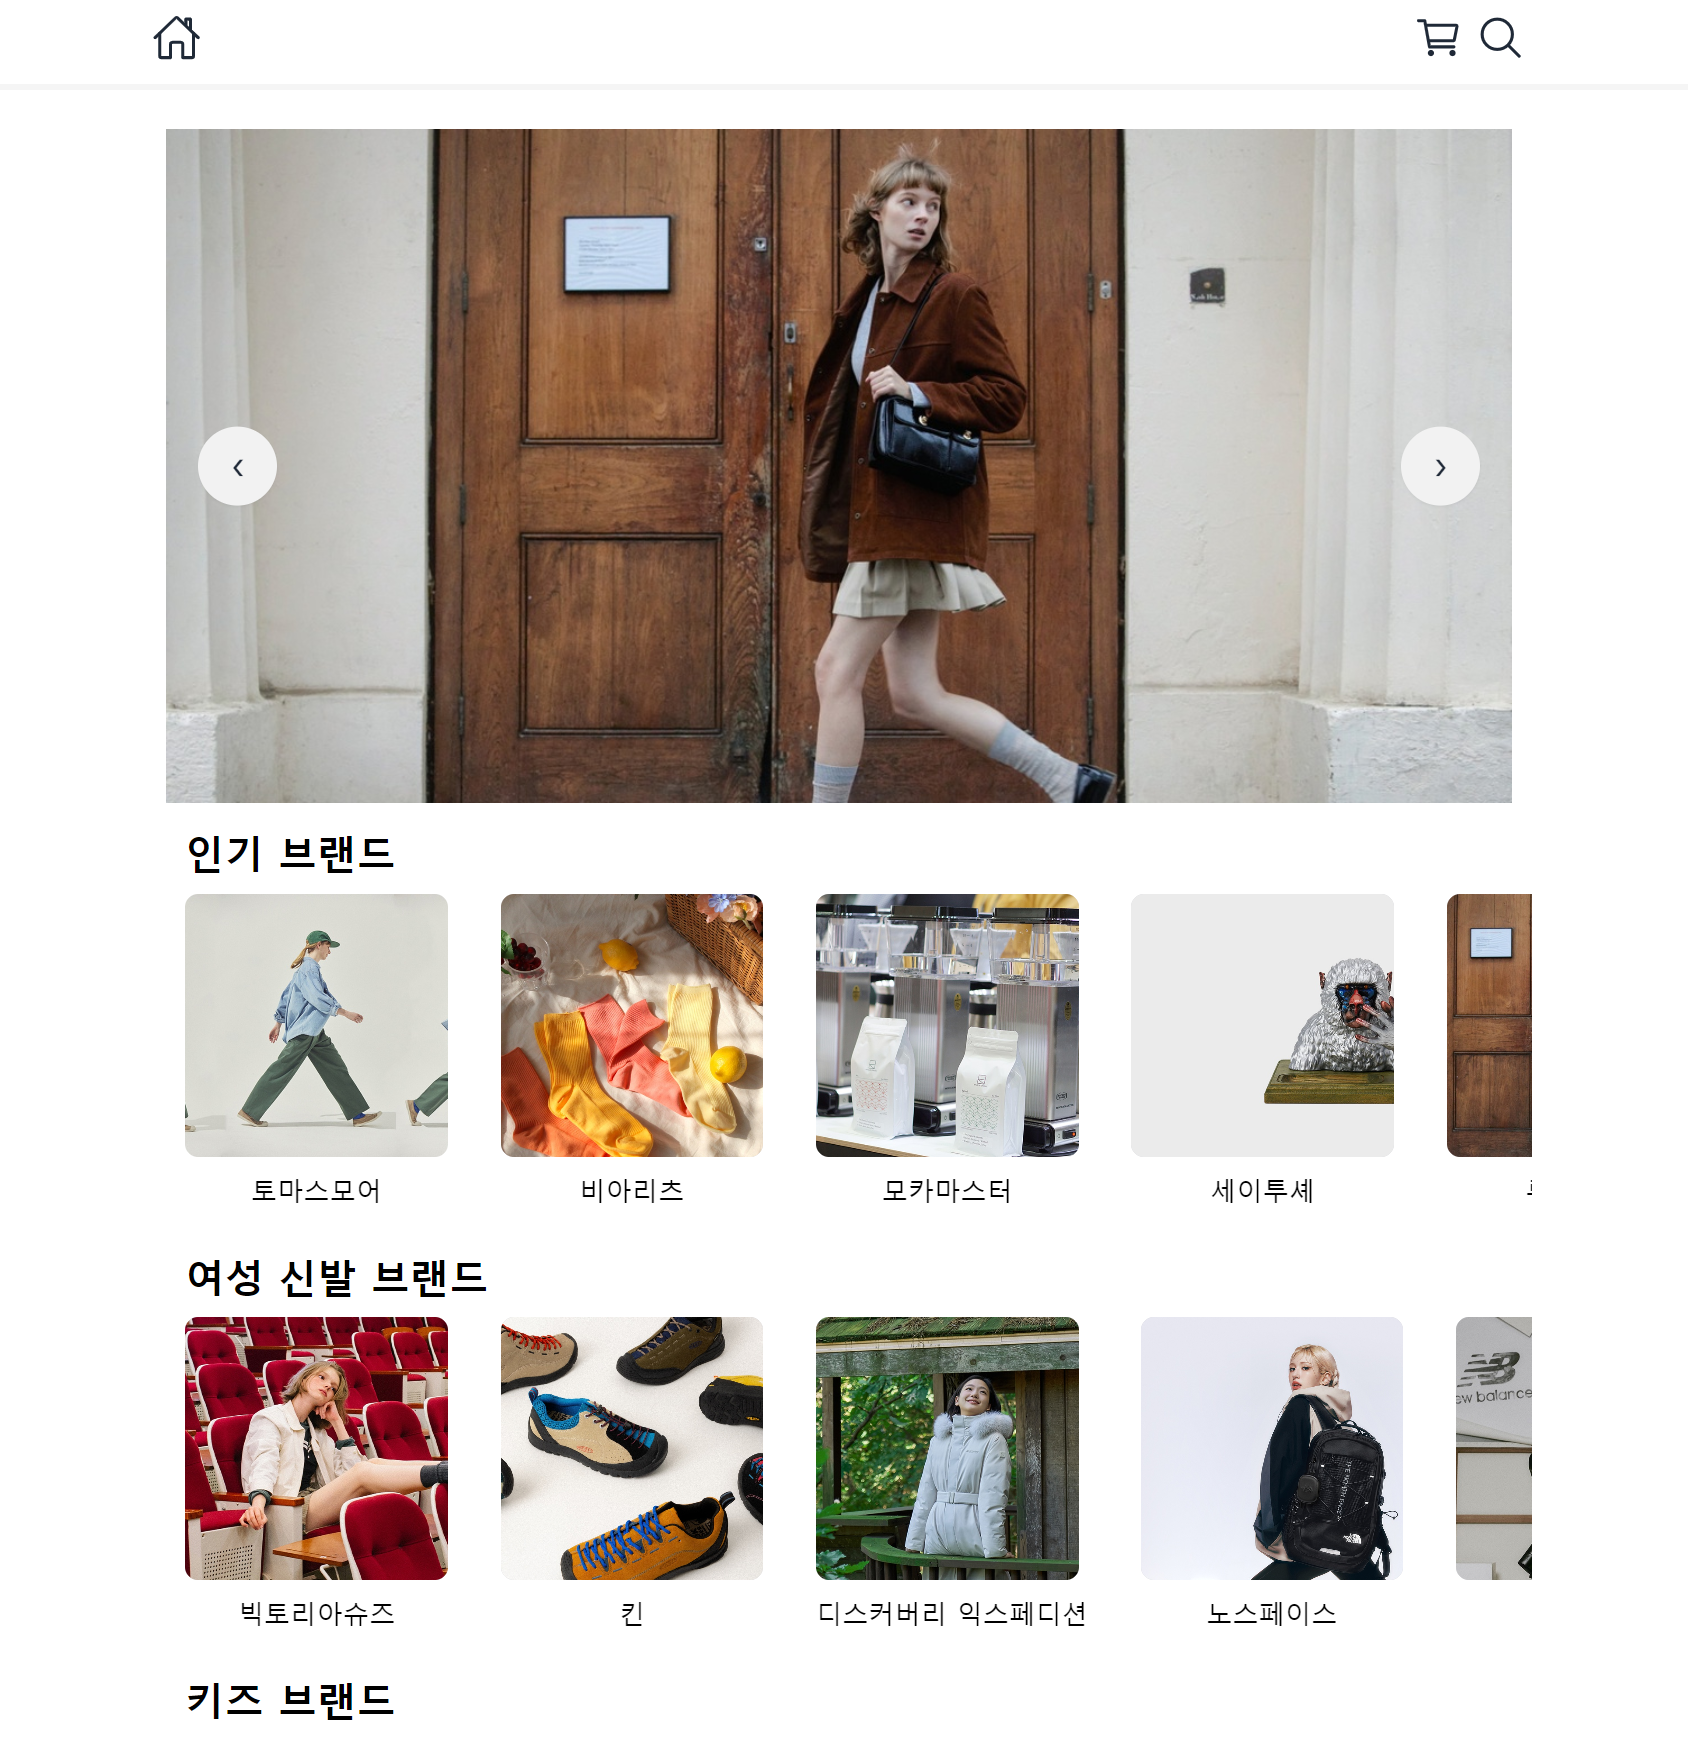 ‹
›
인기 브랜드
토마스모어
비아리츠
모카마스터
세이투셰
여성 신발 브랜드
new balance
빅토리아슈즈
킨
디스커버리 익스페디션
노스페이스
키즈 브랜드